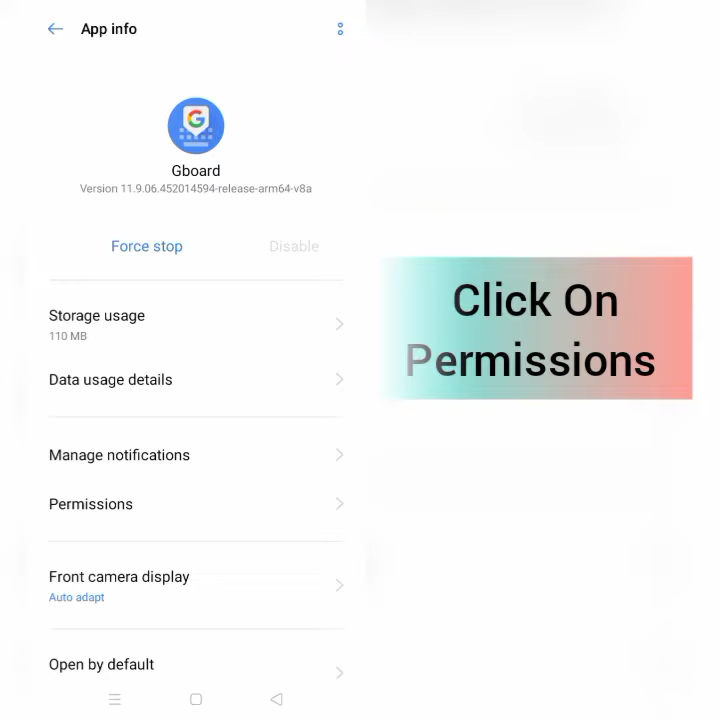 App info
Gboard
Version 11.9.06.452014594-release-arm64-v8a
Force stop
Disable
Storage usage
110 MB
Data usage details
Manage notifications
Permissions
Front camera display
Auto adapt
Open by default
Click On
Permissions